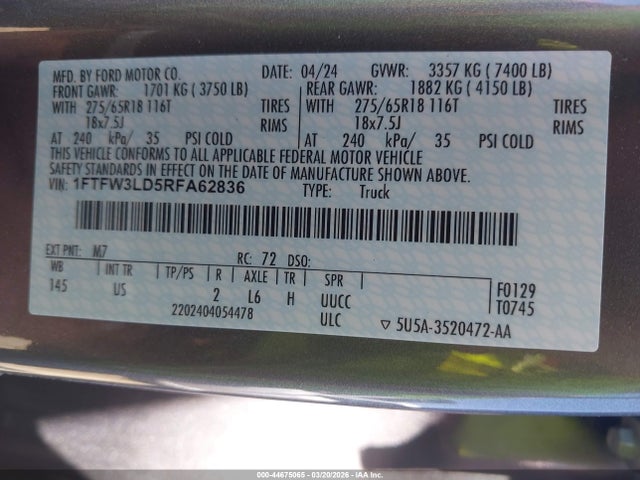 MFD. BY FORD MOTOR CO. DATE: 04/24 GVWR: 3357 KG ( 7400 LB)
FRONT GAWR: 1701 KG ( 3750 LB) REAR GAWR: 1882 KG ( 4150 LB)
WITH 275/65R18 116T TIRES WITH 275/65R18 116T TIRES
18x7.5J RIMS 18x7.5J RIMS
AT 240 kPa/ 35 PSI COLD AT 240 kPa/ 35 PSI COLD
THIS VEHICLE CONFORMS TO ALL APPLICABLE FEDERAL MOTOR VEHICLE
SAFETY STANDARDS IN EFFECT ON THE DATE OF MANUFACTURE SHOWN ABOVE.
VIN: 1FTFW3LD5RFA62836 TYPE: Truck
EXT PNT: M7 RC: 72 DSO:
WB INT TR TP/PS R AXLE TR SPR F0129
145 US 2 L6 H UUCC T0745
2202404054478 ULC ▽ 5U5A-3520472-AA
000-44675065 | 03/20/2026 - IAAI.COM